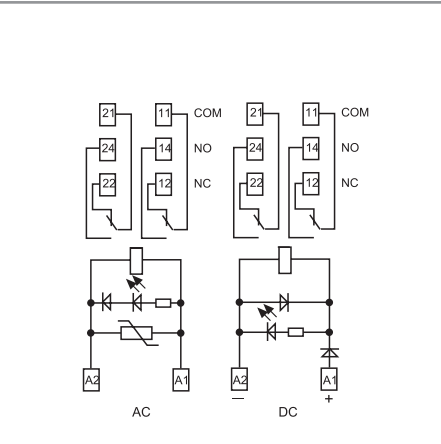 21 11 COM 21 11 COM
24 14 NO 24 14 NO
22 12 NC 22 12 NC
A2 A1 A2 A1
— +
AC DC